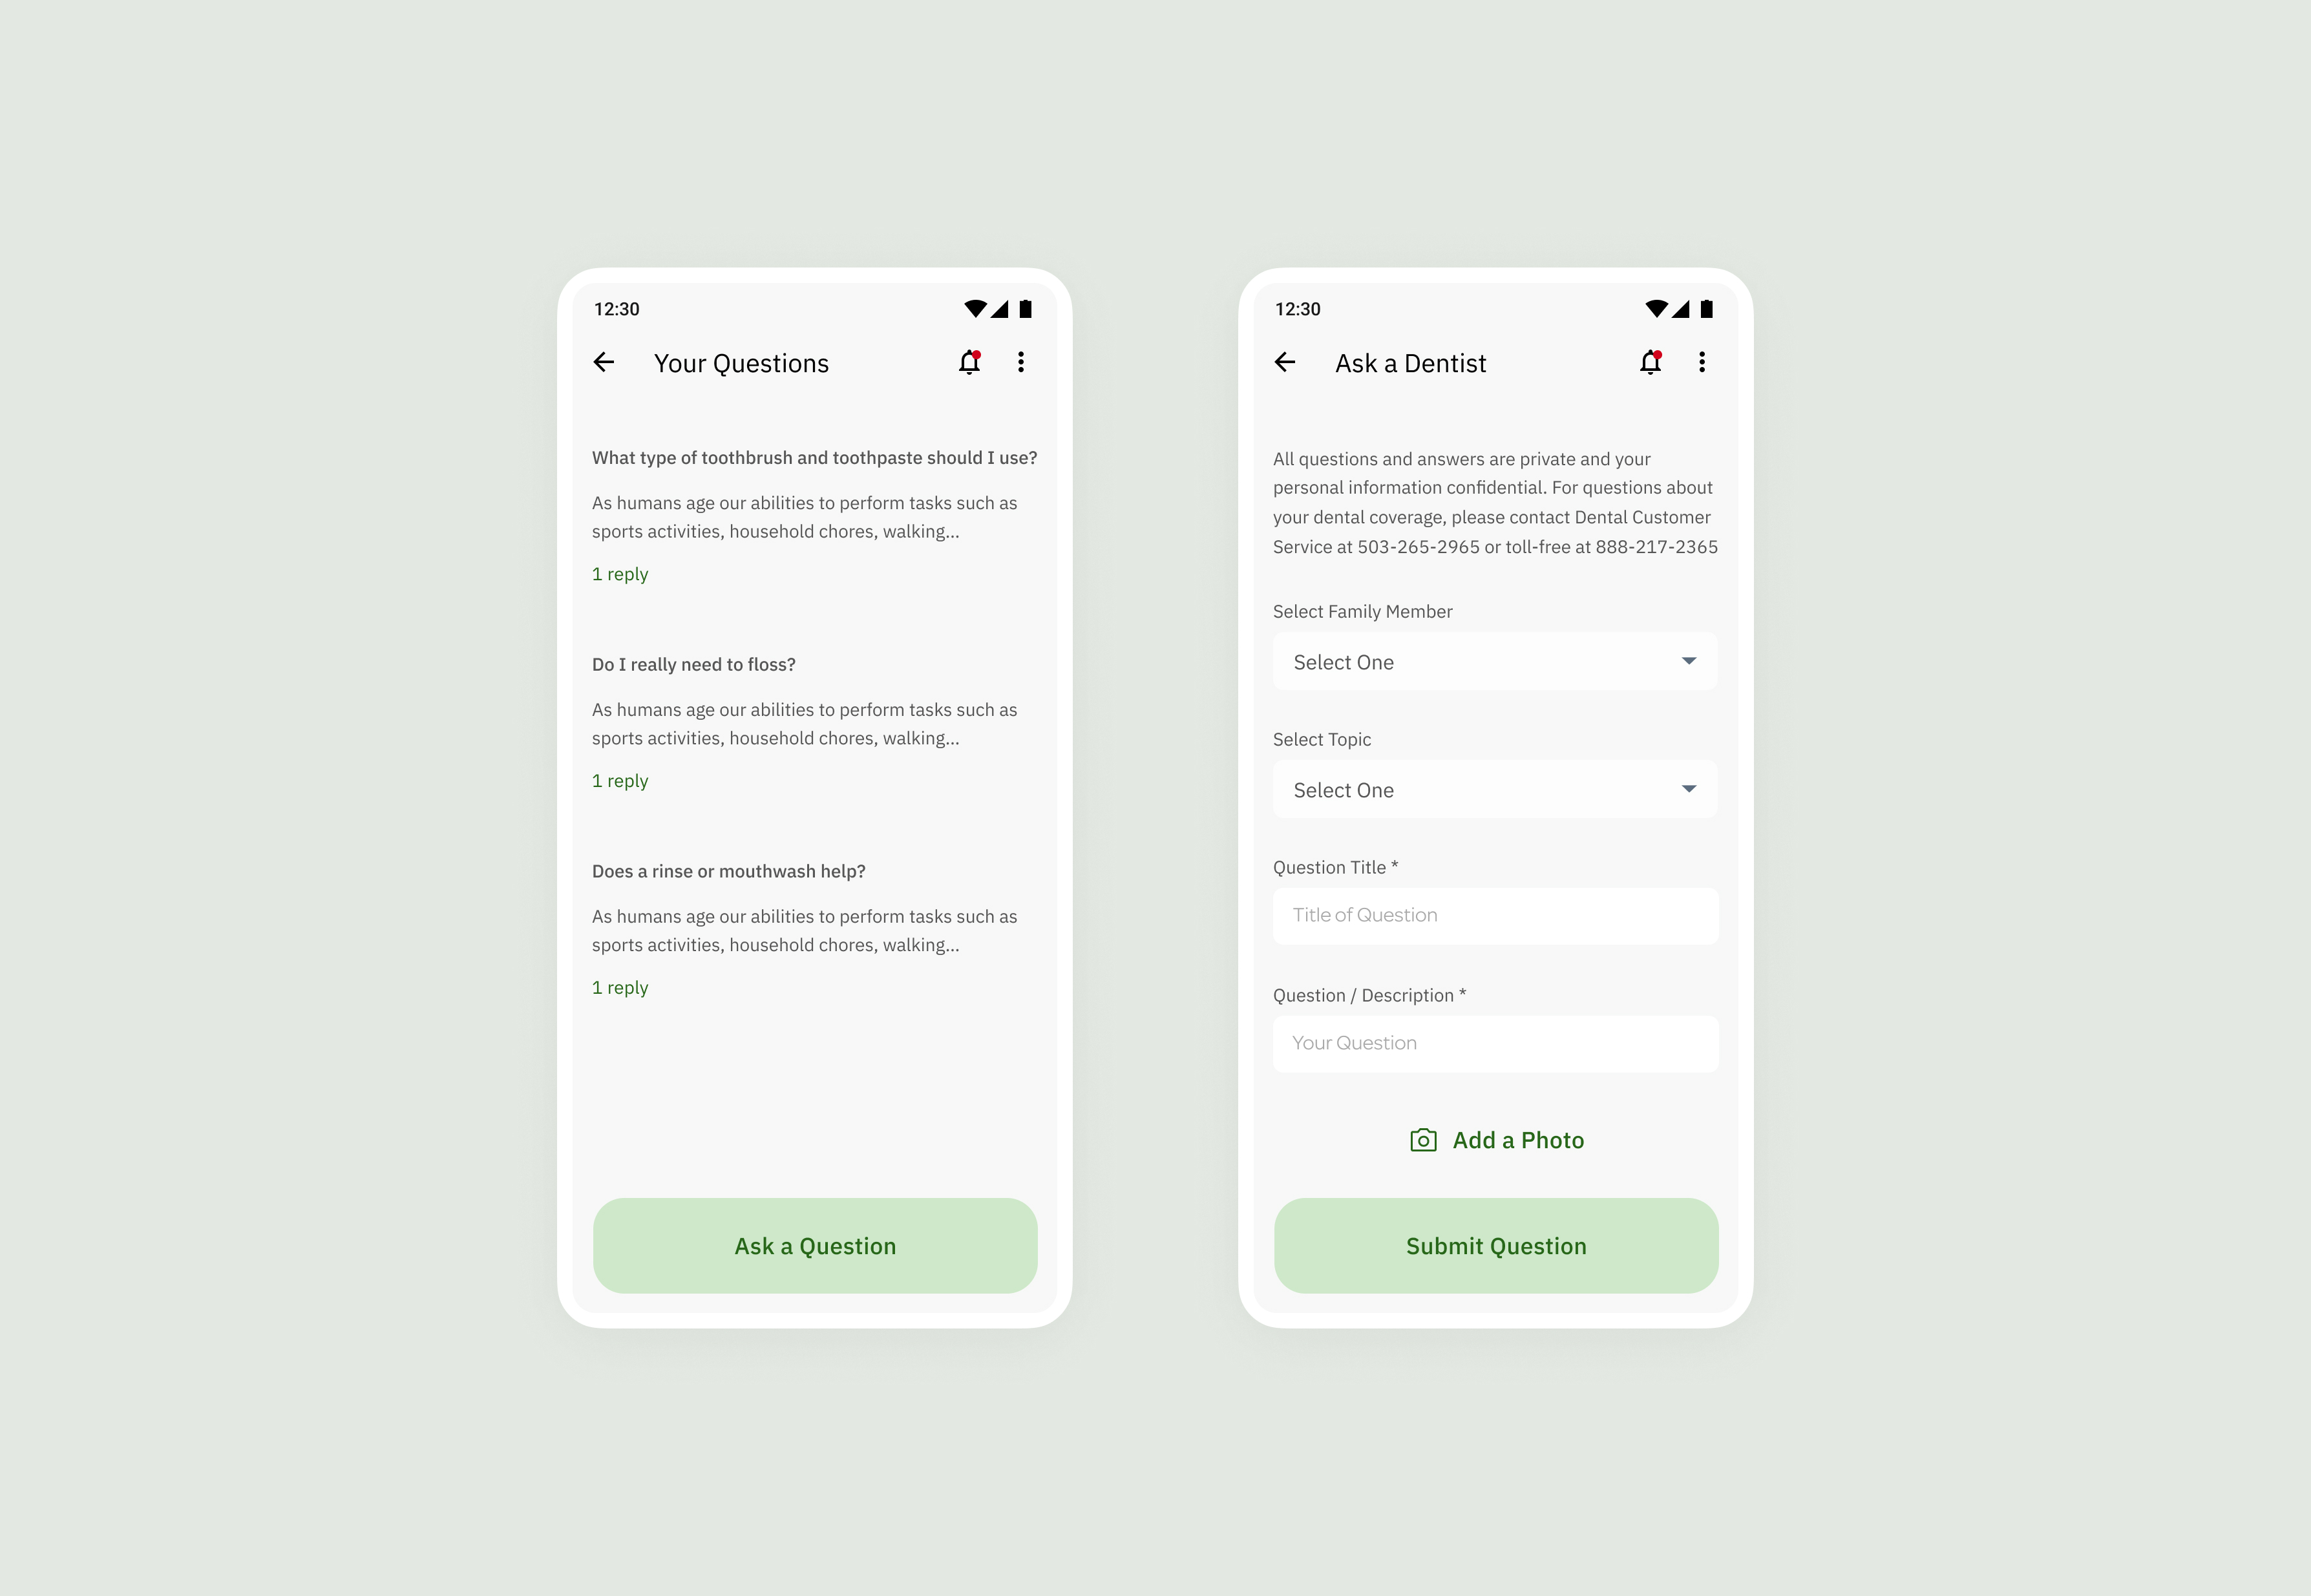 12:30
Your Questions
What type of toothbrush and toothpaste should I use?
As humans age our abilities to perform tasks such as
sports activities, household chores, walking...
1 reply
Do I really need to floss?
As humans age our abilities to perform tasks such as
sports activities, household chores, walking...
1 reply
Does a rinse or mouthwash help?
As humans age our abilities to perform tasks such as
sports activities, household chores, walking...
1 reply
Ask a Question
12:30
Ask a Dentist
All questions and answers are private and your
personal information confidential. For questions about
your dental coverage, please contact Dental Customer
Service at 503-265-2965 or toll-free at 888-217-2365
Select Family Member
Select One
Select Topic
Select One
Question Title *
Title of Question
Question / Description *
Your Question
Add a Photo
Submit Question